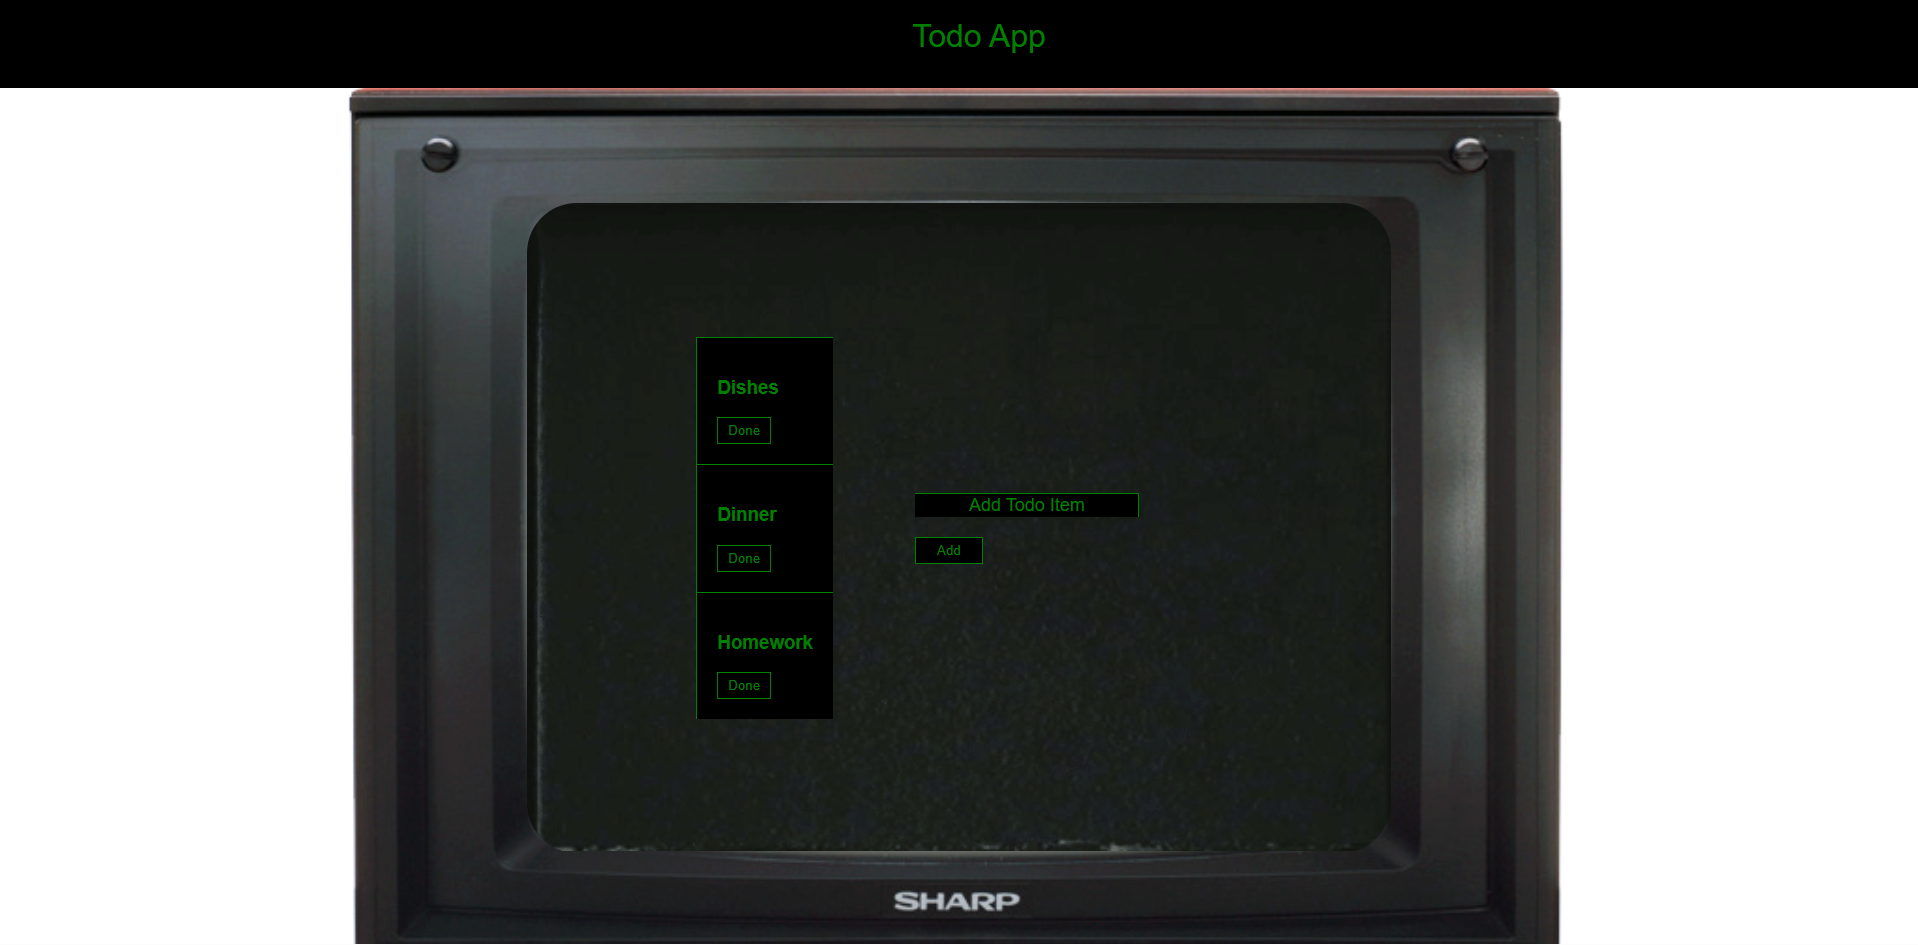 Todo App
Dishes
Done
Dinner
Done
Homework
Done
Add Todo Item
Add
SHARP